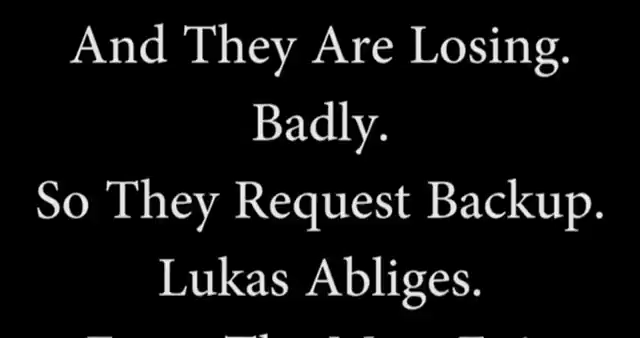 And They Are Losing.
Badly.
So They Request Backup.
Lukas Abliges.